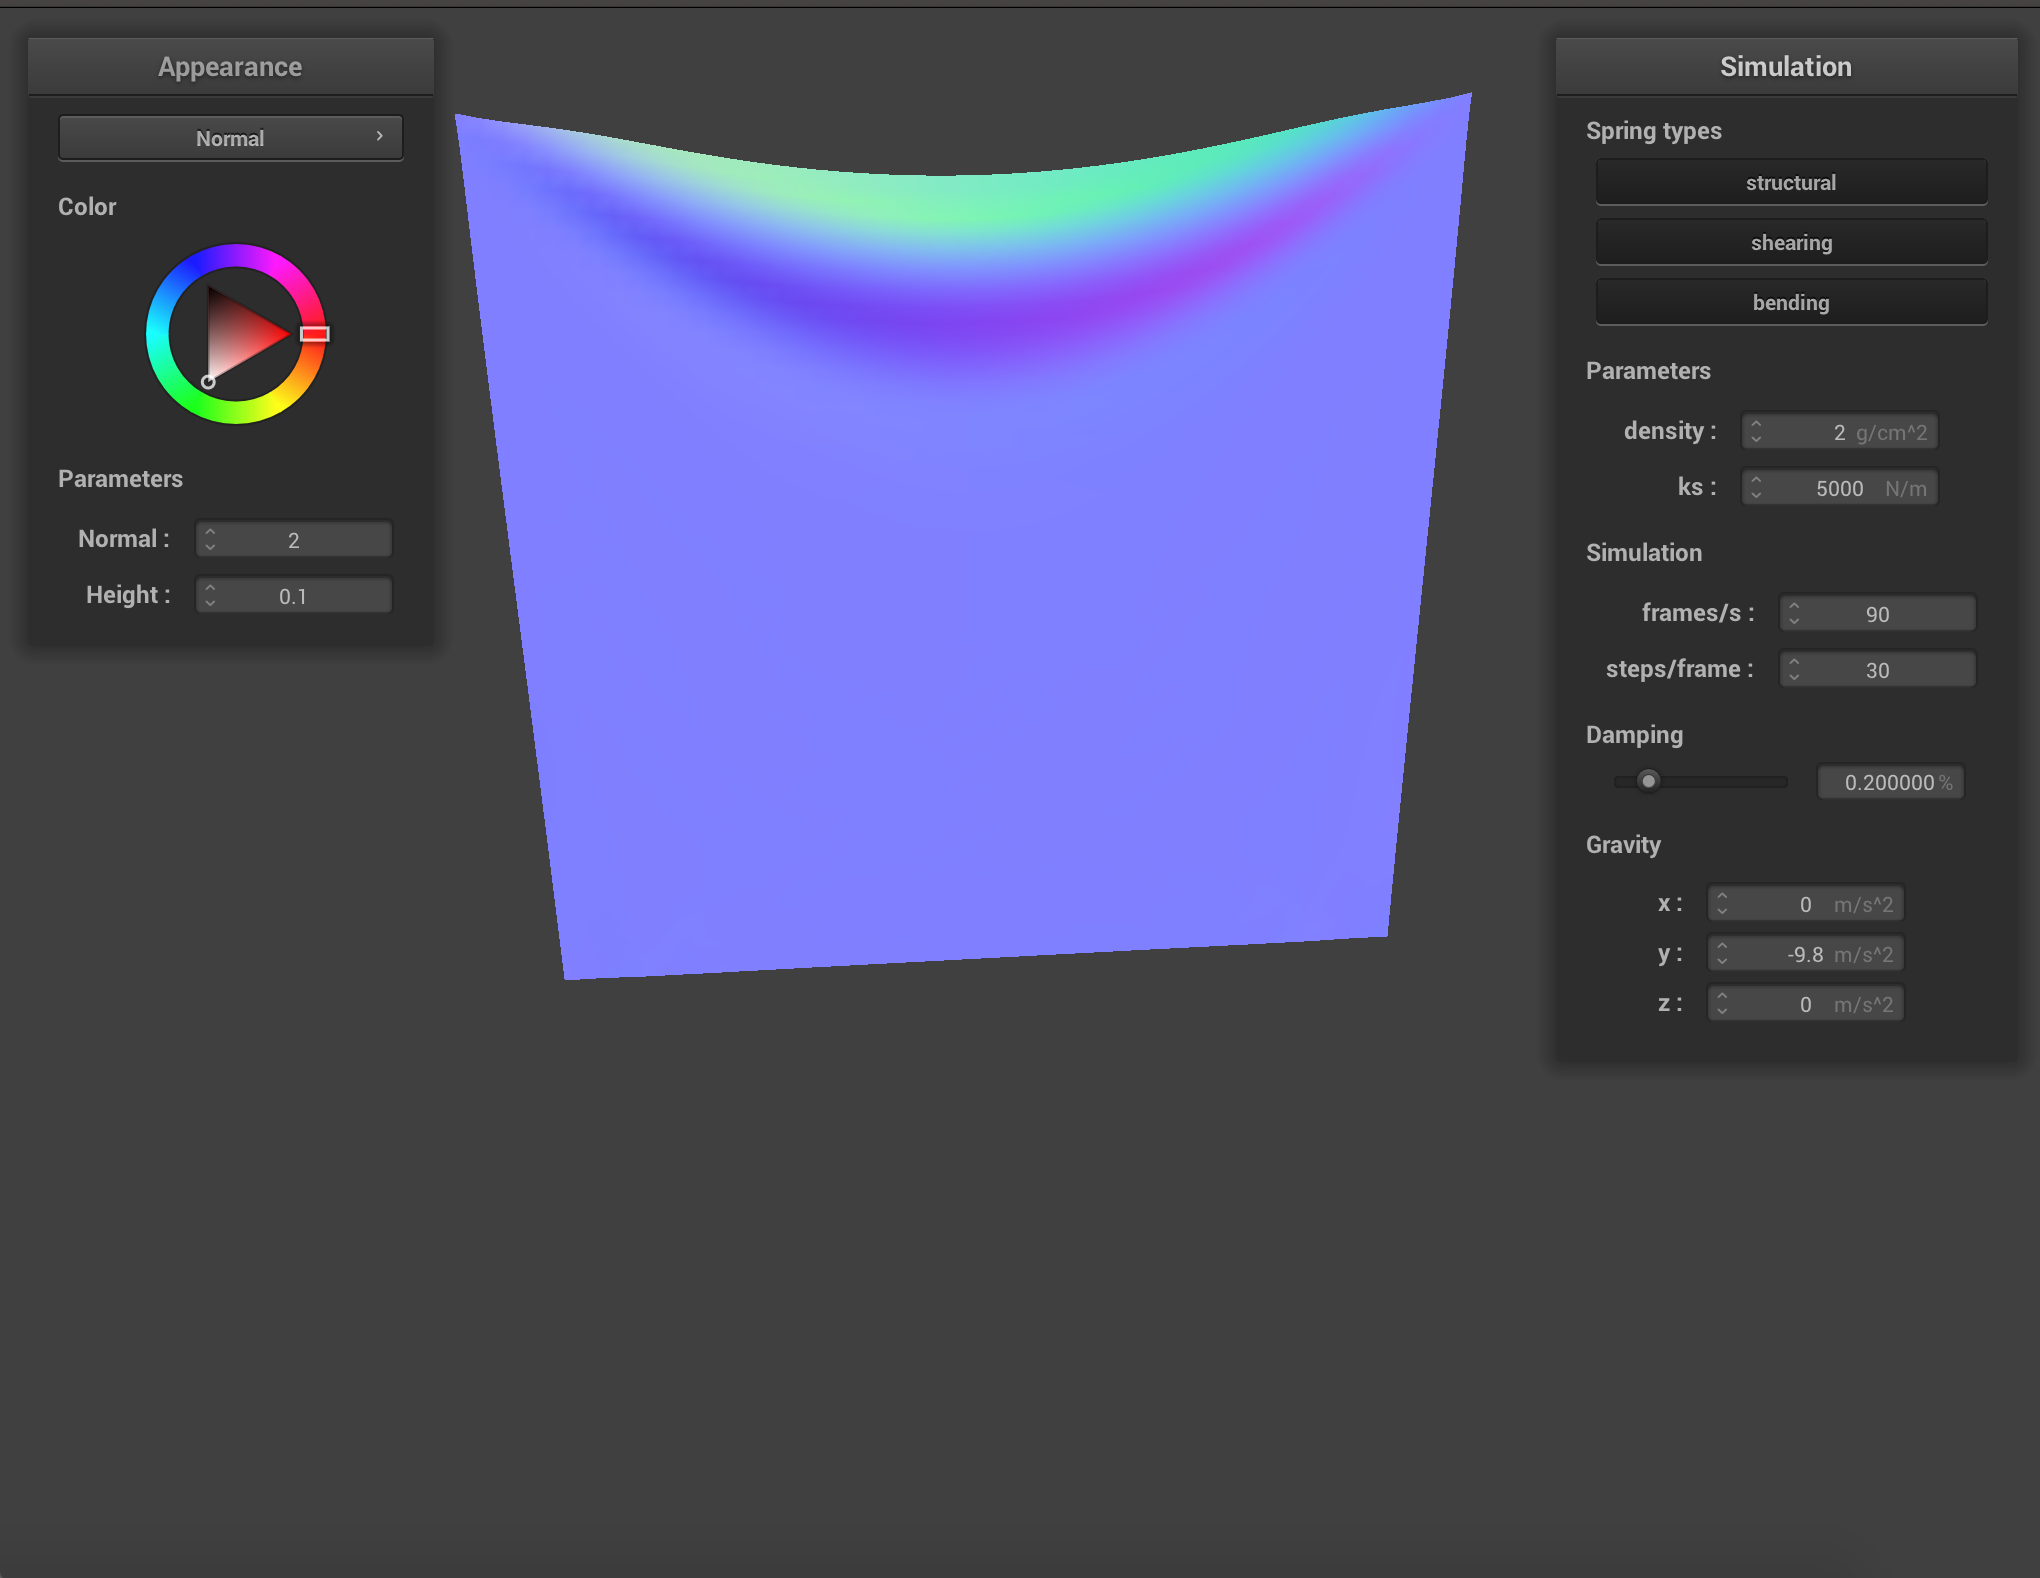 Appearance
Normal
Color
Parameters
Normal : 2
Height : 0.1
Simulation
Spring types
structural
shearing
bending
Parameters
density : 2 g/cm^2
ks : 5000 N/m
Simulation
frames/s : 90
steps/frame : 30
Damping
0.200000 %
Gravity
x : 0 m/s^2
y : -9.8 m/s^2
z : 0 m/s^2